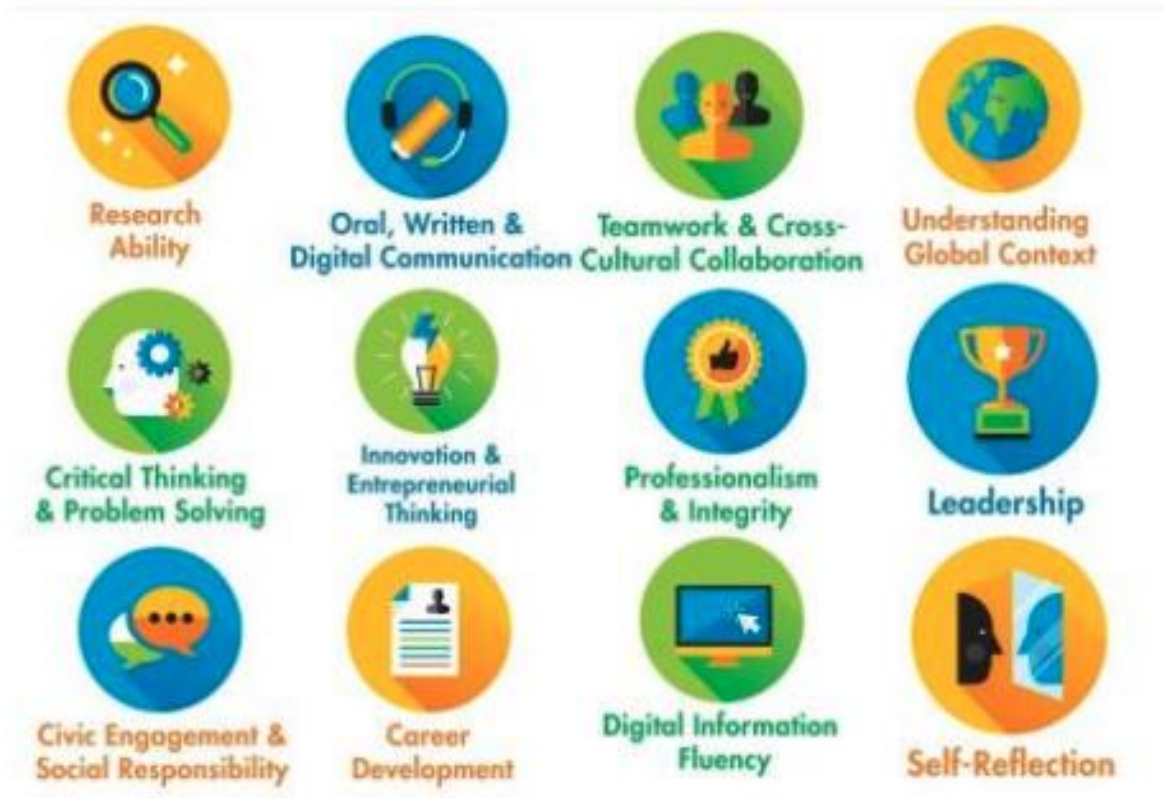 Research
Ability
Oral, Written &
Digital Communication
Teamwork & Cross-
Cultural Collaboration
Understanding
Global Context
Critical Thinking
& Problem Solving
Innovation &
Entrepreneurial
Thinking
Professionalism
& Integrity
Leadership
Civic Engagement &
Social Responsibility
Career
Development
Digital Information
Fluency
Self-Reflection